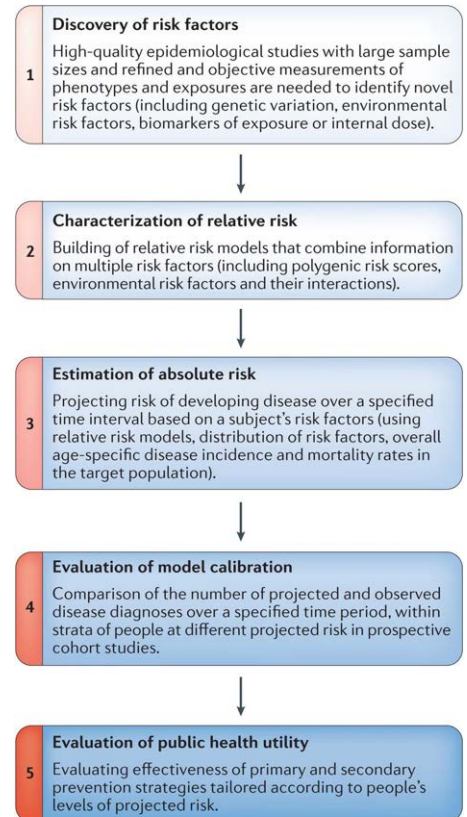 Discovery of risk factors
High-quality epidemiological studies with large sample
sizes and refined and objective measurements of
1
phenotypes and exposures are needed to identify novel
risk factors (including genetic variation, environmental
risk factors, biomarkers of exposure or internal dose).
Characterization of relative risk
2
Building of relative risk models that combine information
on multiple risk factors (including polygenic risk scores,
environmental risk factors and their interactions).
Estimation of absolute risk
Projecting risk of developing disease over a specified
time interval based on a subject's risk factors (using
3
relative risk models, distribution of risk factors, overall
age-specific disease incidence and mortality rates in
the target population).
Evaluation of model calibration
Comparison of the number of projected and observed
4
disease diagnoses over a specified time period, within
strata of people at different projected risk in prospective
cohort studies.
Evaluation of public health utility
5
Evaluating effectiveness of primary and secondary
prevention strategies tailored according to people's
levels of projected risk.